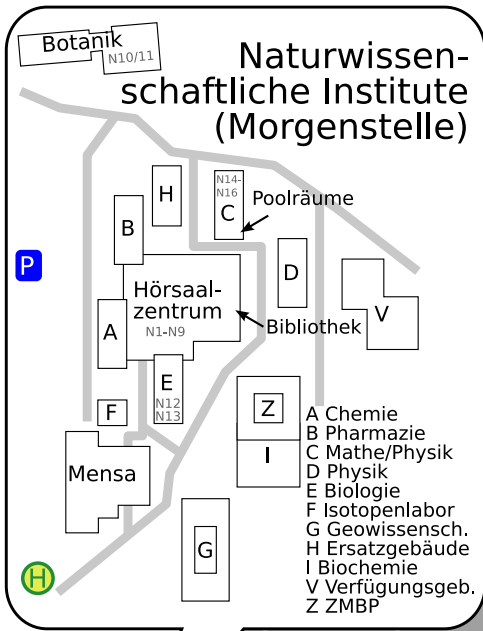 Botanik
N10/11
Naturwissen-
schaftliche Institute
(Morgenstelle)
H
N14-
N16
C
Poolräume
B
P
D
Hörsaal-
zentrum
N1-N9
V
Bibliothek
A
E
N12
N13
F
Z
I
Mensa
G
H
A Chemie
B Pharmazie
C Mathe/Physik
D Physik
E Biologie
F Isotopenlabor
G Geowissensch.
H Ersatzgebäude
I Biochemie
V Verfügungsgeb.
Z ZMBP